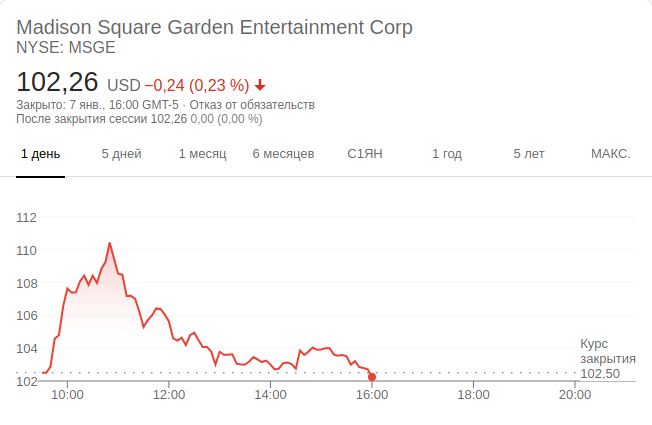 Madison Square Garden Entertainment Corp
NYSE: MSGE
102,26 USD −0,24 (0,23 %)
Закрыто: 7 янв., 16:00 GMT-5 · Отказ от обязательств
После закрытия сессии 102,26 0,00 (0,00 %)
1 день 5 дней 1 месяц 6 месяцев С1ЯН 1 год 5 лет МАКС.
112
110
108
106
104
Курс
закрытия
102,50
102
10:00 12:00 14:00 16:00 18:00 20:00